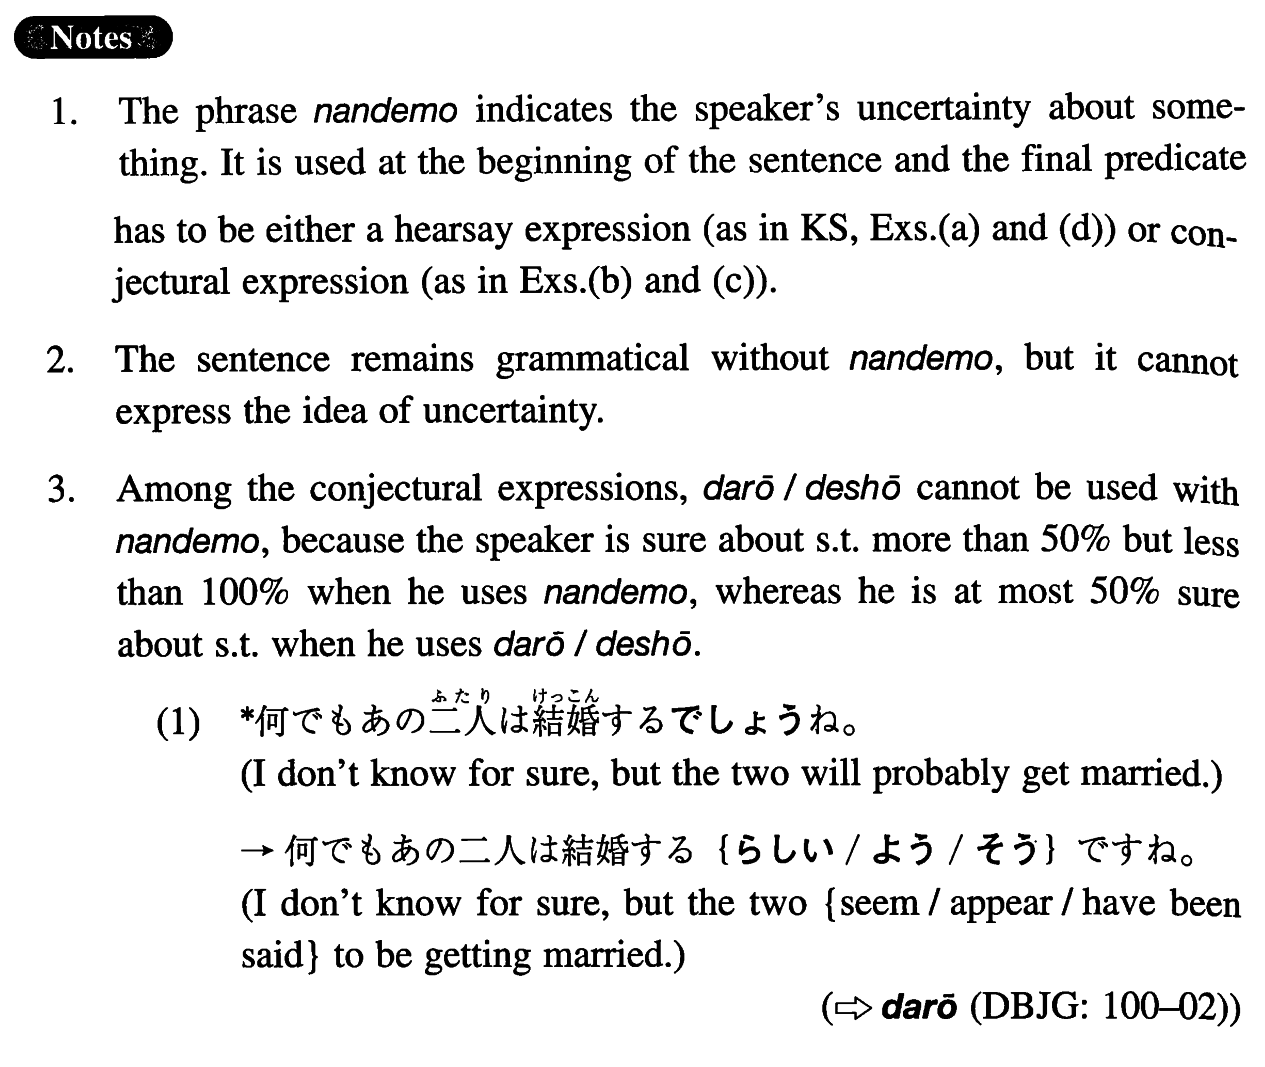 Notes
1. The phrase nandemo indicates the speaker's uncertainty about some-
thing. It is used at the beginning of the sentence and the final predicate
has to be either a hearsay expression (as in KS, Exs.(a) and (d)) or con-
jectural expression (as in Exs.(b) and (c)).
2. The sentence remains grammatical without nandemo, but it cannot
express the idea of uncertainty.
3. Among the conjectural expressions, darō / deshō cannot be used with
nandemo, because the speaker is sure about s.t. more than 50% but less
than 100% when he uses nandemo, whereas he is at most 50% sure
about s.t. when he uses darō / deshō.
ふたり けっこん
(1) *何でもあの二人は結婚するでしょうね。
(I don't know for sure, but the two will probably get married.)
→ 何でもあの二人は結婚する {らしい / よう / そう} ですね。
(I don't know for sure, but the two {seem / appear / have been
said} to be getting married.)
(⇨ darō (DBJG: 100–02))